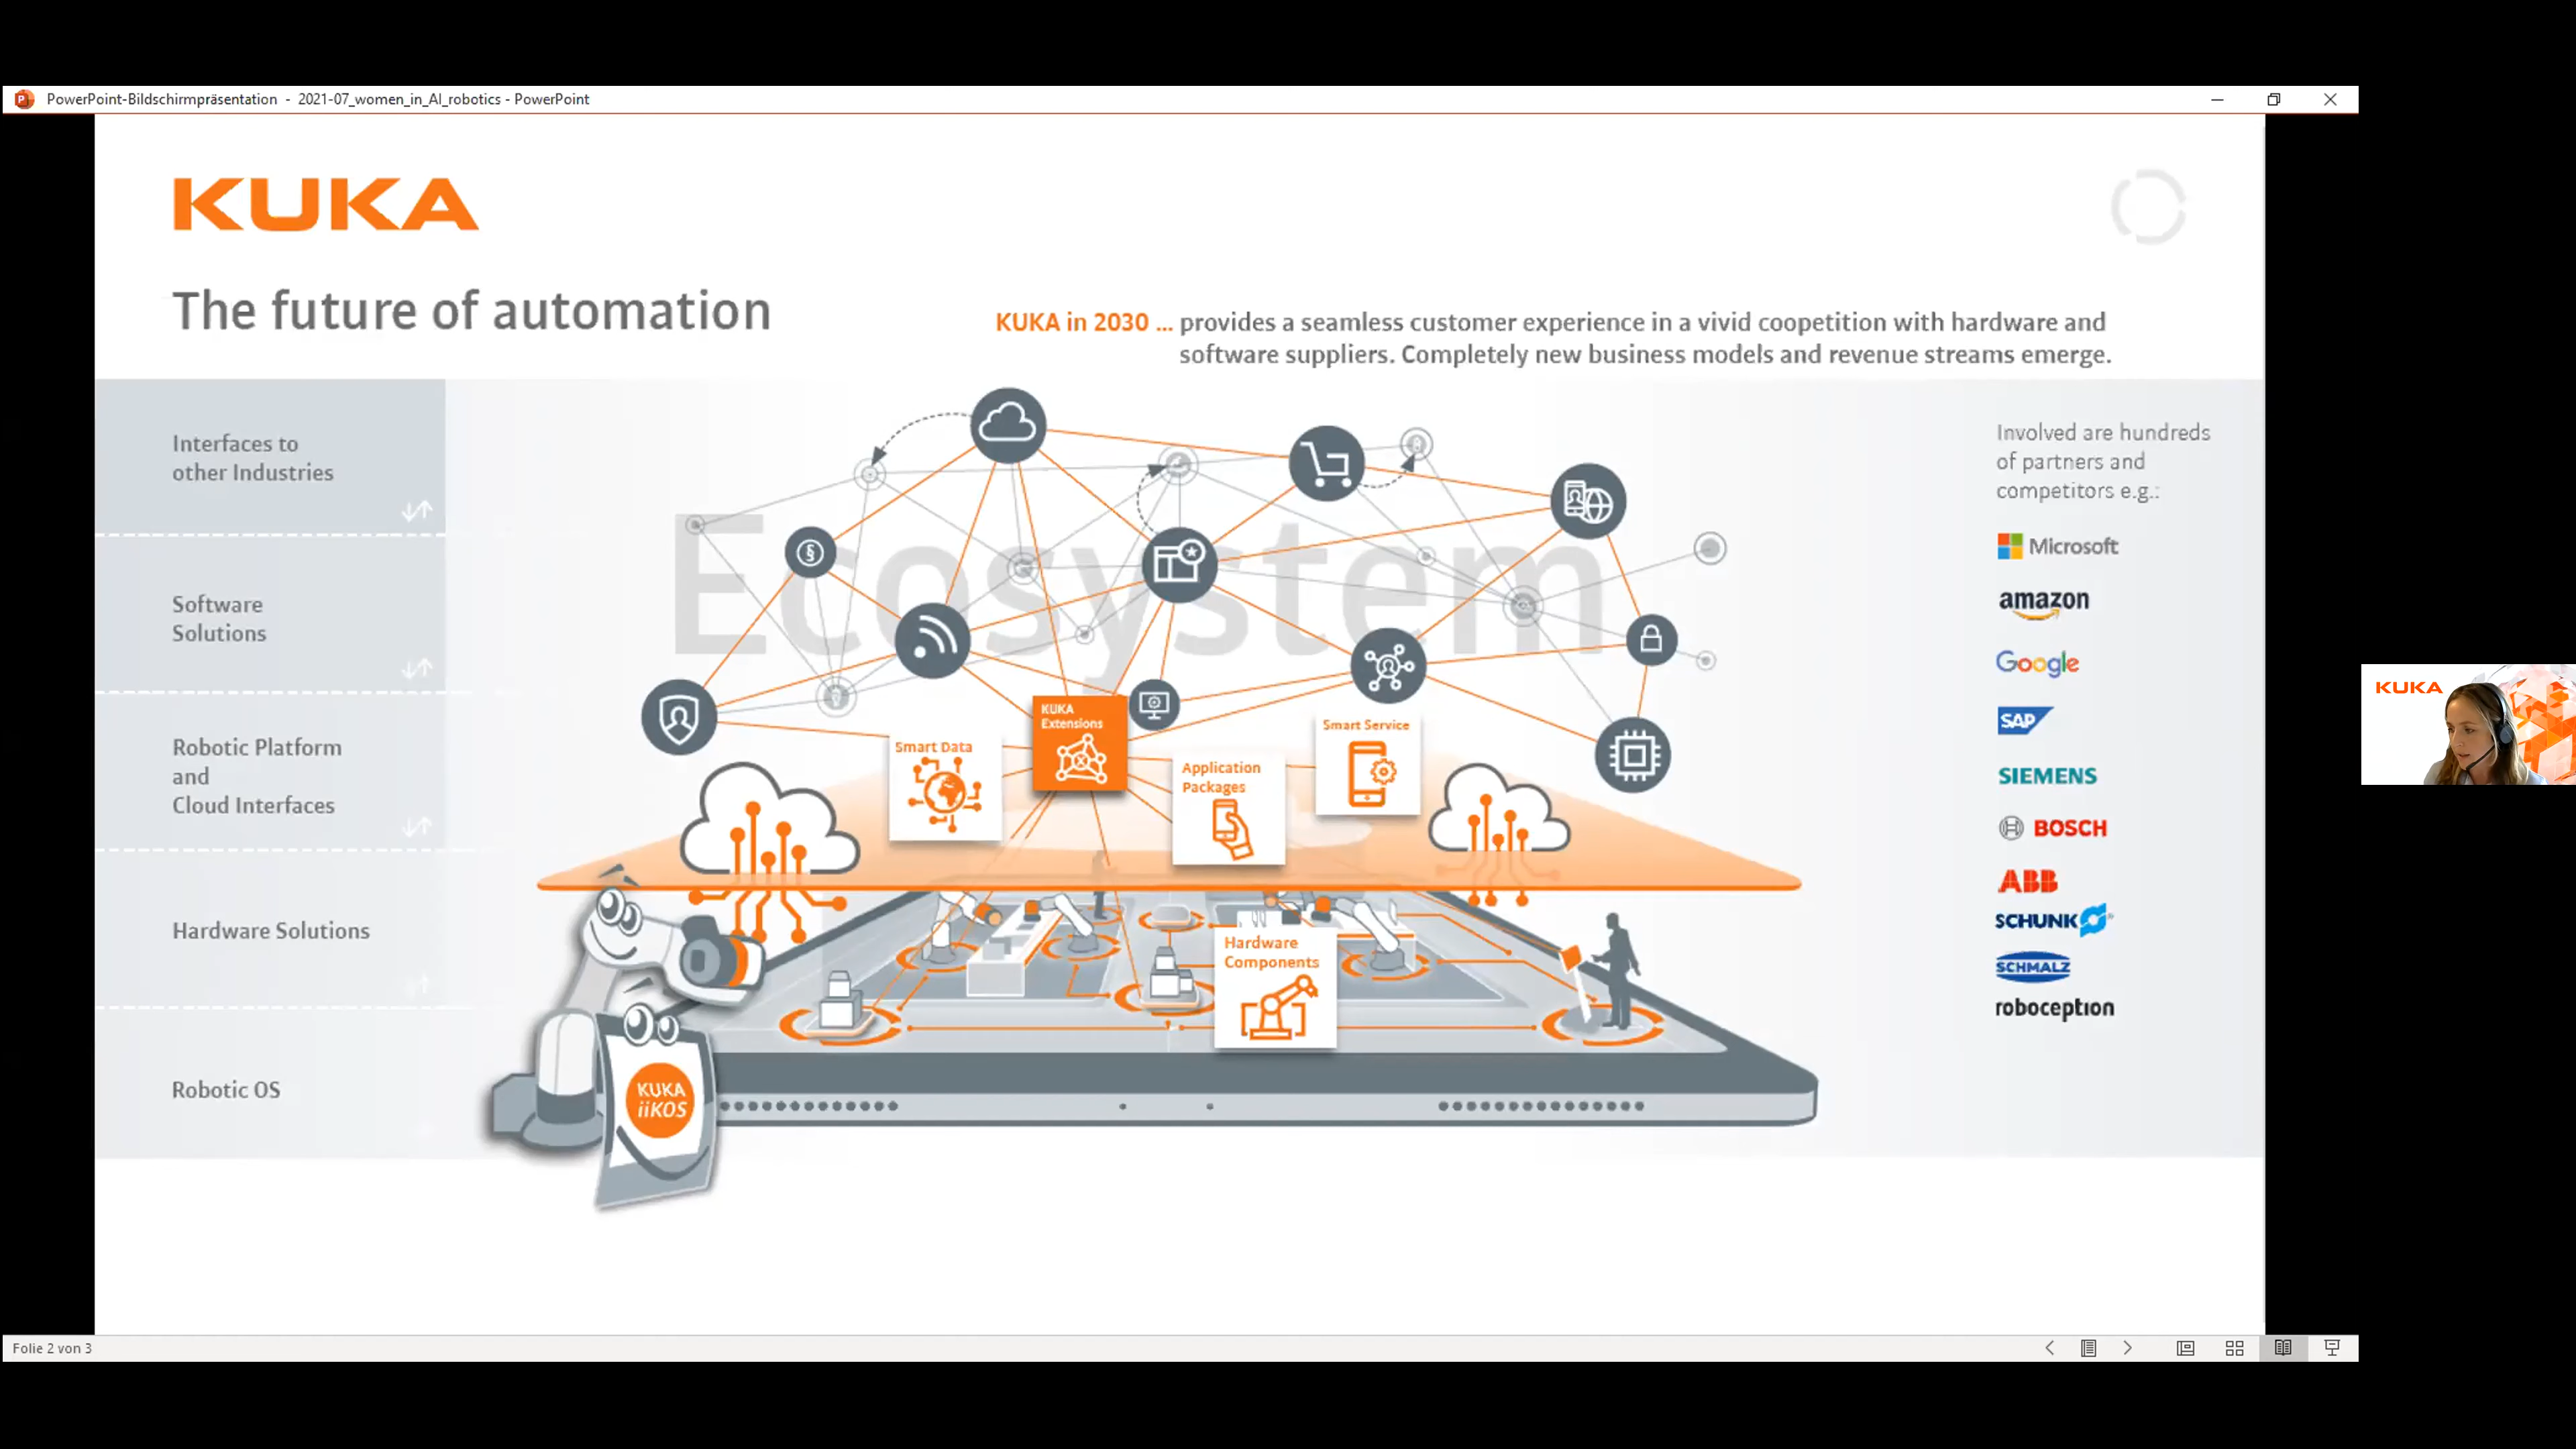 PowerPoint-Bildschirmpräsentation - 2021-07_women_in_AI_robotics - PowerPoint
KUKA
The future of automation
KUKA in 2030 ... provides a seamless customer experience in a vivid coopetition with hardware and
software suppliers. Completely new business models and revenue streams emerge.
Interfaces to
other Industries
Software
Solutions
Robotic Platform
and
Cloud Interfaces
Hardware Solutions
Robotic OS
Ecosystem
KUKA
Extensions
Smart Data
Application
Packages
Smart Service
Hardware
Components
KUKA
iiKOS
Involved are hundreds
of partners and
competitors e.g.:
Microsoft
amazon
Google
SAP
SIEMENS
BOSCH
ABB
SCHUNK
SCHMALZ
roboception
KUKA
Folie 2 von 3